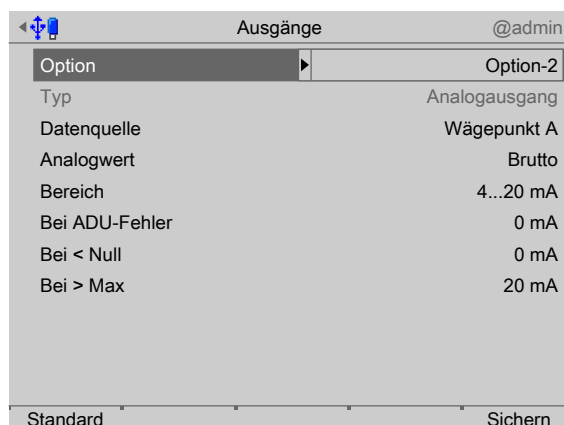 Ausgänge @admin
Option Option-2
Typ Analogausgang
Datenquelle Wägepunkt A
Analogwert Brutto
Bereich 4...20 mA
Bei ADU-Fehler 0 mA
Bei < Null 0 mA
Bei > Max 20 mA
Standard Sichern